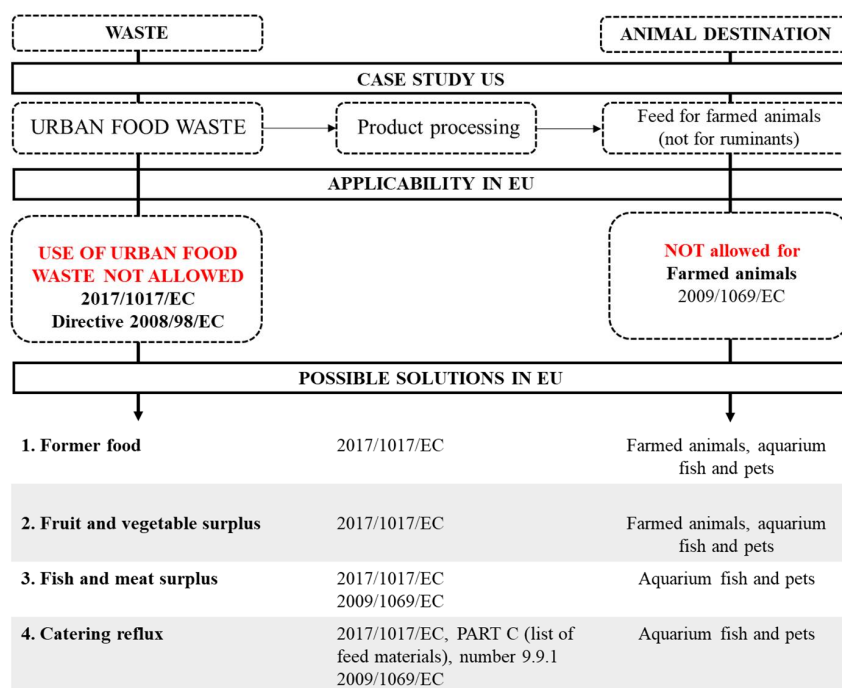 WASTE
ANIMAL DESTINATION
CASE STUDY US
URBAN FOOD WASTE
Product processing
Feed for farmed animals
(not for ruminants)
APPLICABILITY IN EU
USE OF URBAN FOOD
WASTE NOT ALLOWED
2017/1017/EC
Directive 2008/98/EC
NOT allowed for
Farmed animals
2009/1069/EC
POSSIBLE SOLUTIONS IN EU
1. Former food
2017/1017/EC
Farmed animals, aquarium
fish and pets
2. Fruit and vegetable surplus
2017/1017/EC
Farmed animals, aquarium
fish and pets
3. Fish and meat surplus
2017/1017/EC
2009/1069/EC
Aquarium fish and pets
4. Catering reflux
2017/1017/EC, PART C (list of
feed materials), number 9.9.1
2009/1069/EC
Aquarium fish and pets